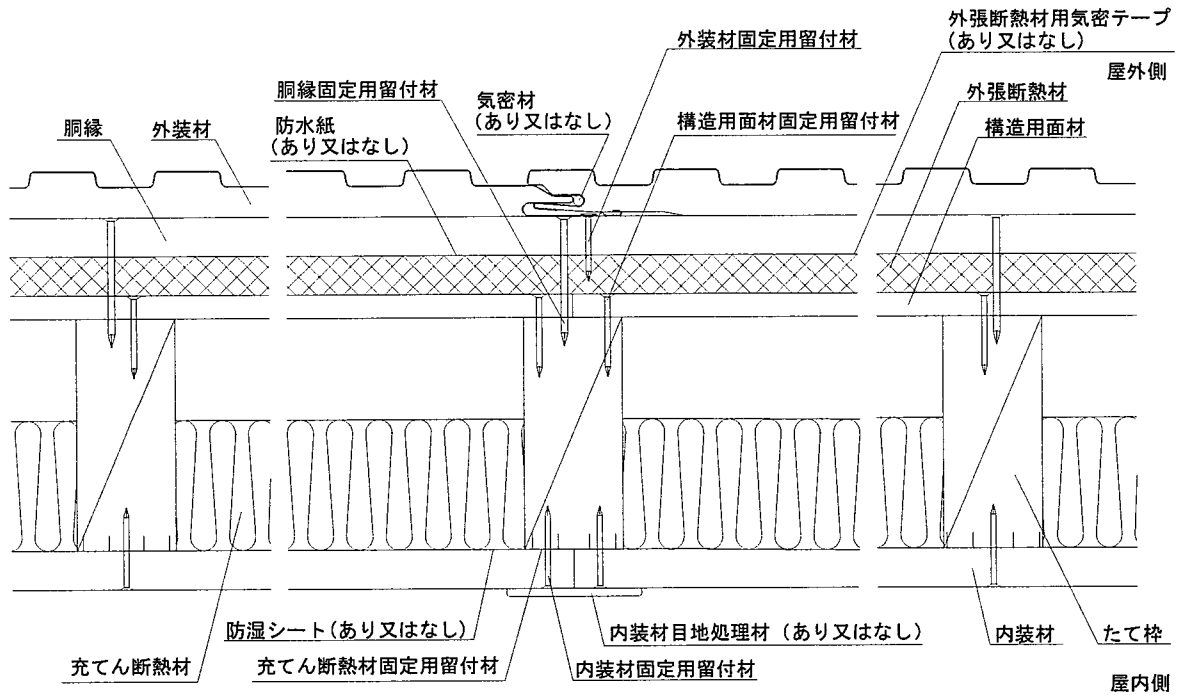 外張断熱材用気密テープ
(あり又はなし)
屋外側
外装材固定用留付材
胴縁固定用留付材
気密材
(あり又はなし)
外張断熱材
防水紙
(あり又はなし)
構造用面材固定用留付材
構造用面材
胴縁
外装材
防湿シート(あり又はなし)
内装材目地処理材 (あり又はなし)
内装材
たて枠
充てん断熱材
充てん断熱材固定用留付材
内装材固定用留付材
屋内側